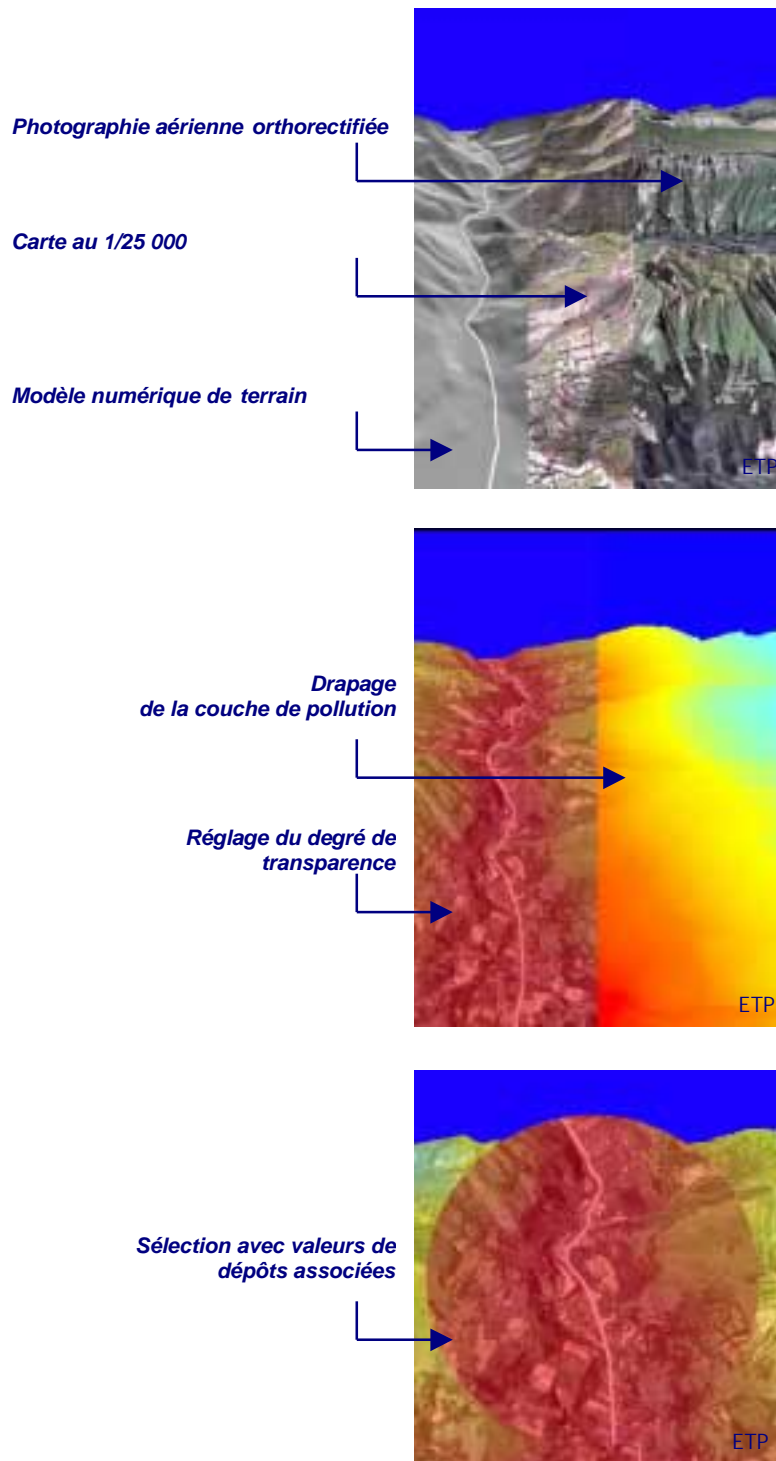 Photographie aérienne orthorectifiée
Carte au 1/25 000
Modèle numérique de terrain
ETP
Drapage
de la couche de pollution
Réglage du degré de
transparence
ETP
Sélection avec valeurs de
dépôts associées
ETP